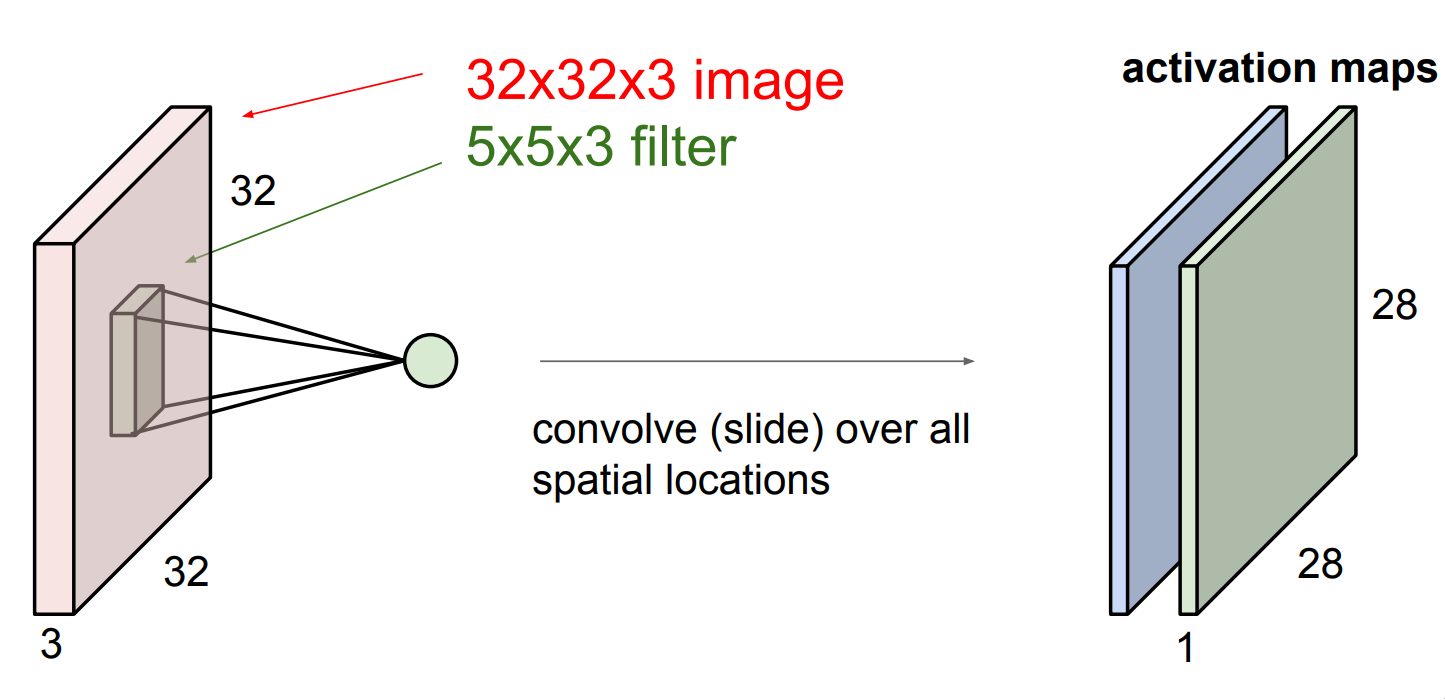 32x32x3 image
5x5x3 filter
32
32
3
convolve (slide) over all
spatial locations
activation maps
28
28
1